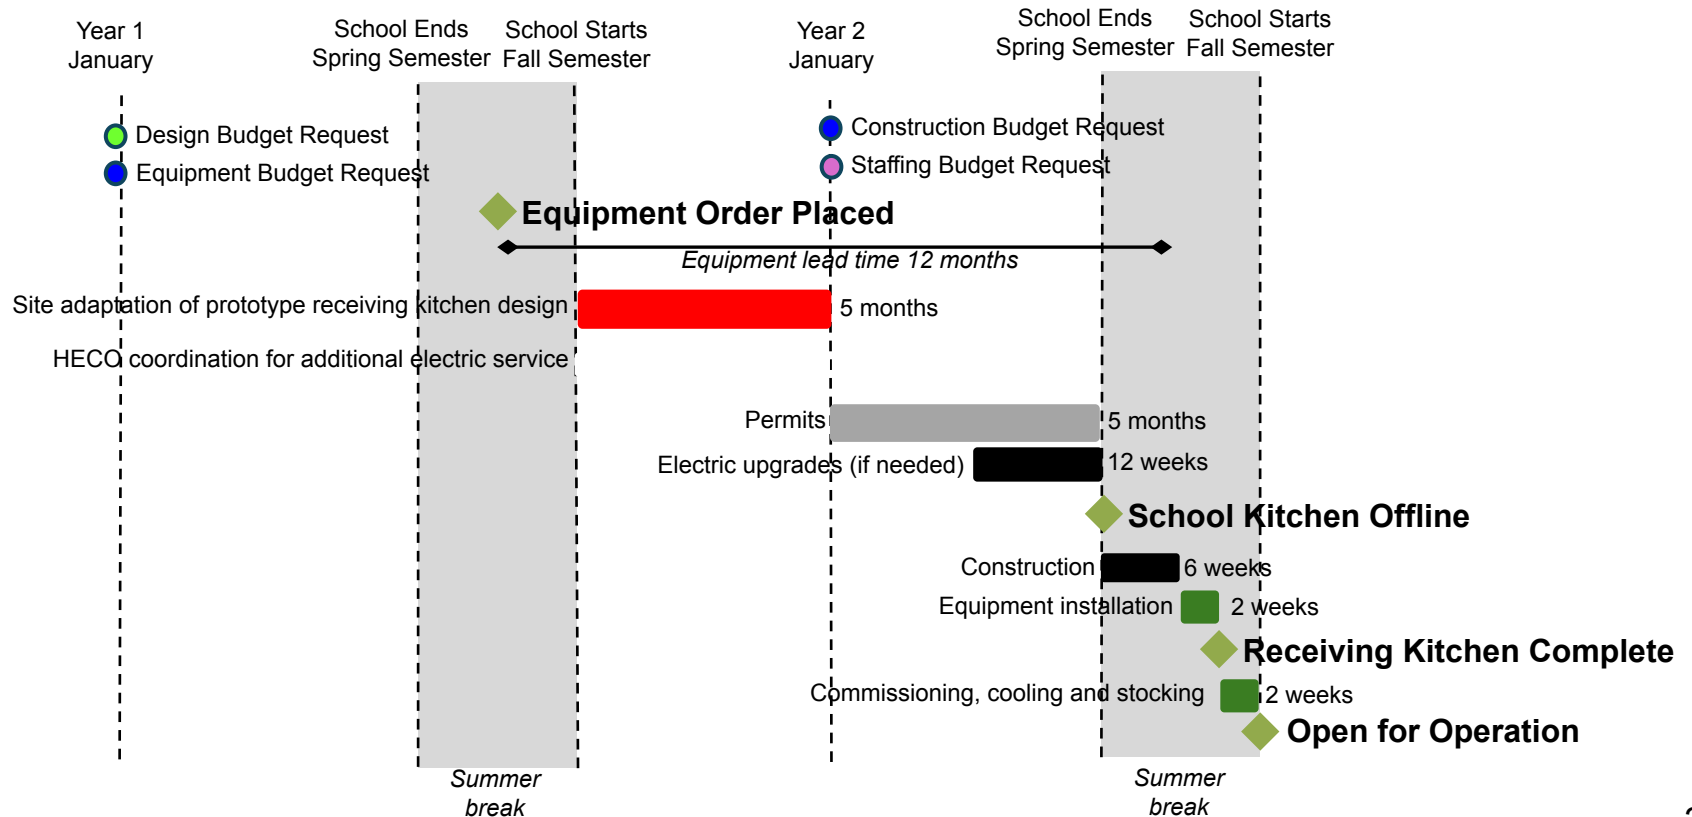 Year 1
January
School Ends
Spring Semester
School Starts
Fall Semester
Year 2
January
School Ends
Spring Semester
School Starts
Fall Semester
Design Budget Request
Equipment Budget Request
Construction Budget Request
Staffing Budget Request
Equipment Order Placed
Equipment lead time 12 months
Site adaptation of prototype receiving kitchen design
5 months
HECO coordination for additional electric service
Permits
5 months
Electric upgrades (if needed)
12 weeks
School Kitchen Offline
Construction
6 weeks
Equipment installation
2 weeks
Receiving Kitchen Complete
Commissioning, cooling and stocking
2 weeks
Open for Operation
Summer
break
Summer
break